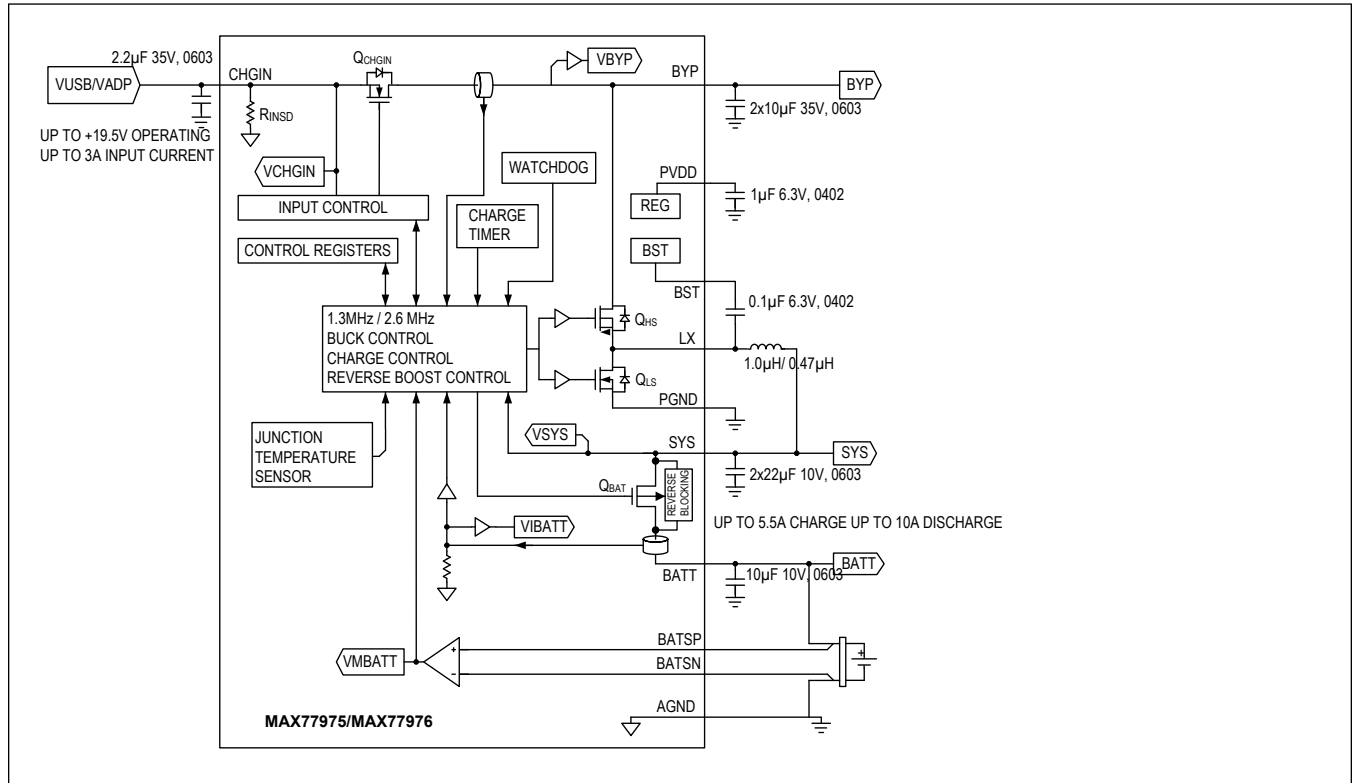 2.2µF 35V, 0603
QCHGIN
VBYP
VUSB/VADP
CHGIN
BYP
BYP
RINSD
2x10µF 35V, 0603
UP TO +19.5V OPERATING
UP TO 3A INPUT CURRENT
VCHGIN
WATCHDOG
PVDD
INPUT CONTROL
REG
1µF 6.3V, 0402
CHARGE
TIMER
CONTROL REGISTERS
BST
BST
0.1µF 6.3V, 0402
1.3MHz / 2.6 MHz
BUCK CONTROL
CHARGE CONTROL
REVERSE BOOST CONTROL
QHS
LX
1.0µH/ 0.47µH
QLS
PGND
JUNCTION
TEMPERATURE
SENSOR
VSYS
SYS
SYS
2x22µF 10V, 0603
QBAT
REVERSE
BLOCKING
UP TO 5.5A CHARGE UP TO 10A DISCHARGE
VIBATT
BATT
BATT
10µF 10V, 0603
BATSP
VMBATT
+
−
BATSN
+
AGND
MAX77975/MAX77976